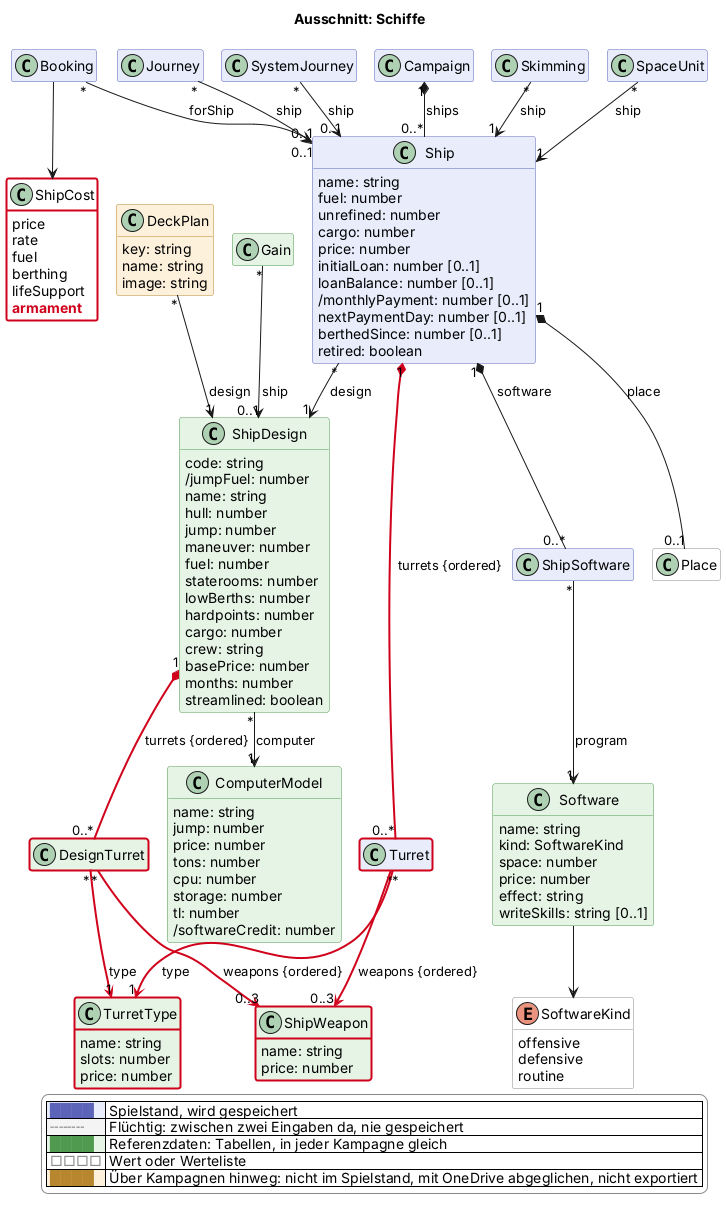 Ausschnitt: Schiffe
C Booking
C Journey
C SystemJourney
C Campaign
C Skimming
C SpaceUnit
*
*
*
1
*
*
forShip
ship
ship
ships
ship
ship
0..1
0..1
0..1
0..*
1
1
C Ship
name: string
fuel: number
unrefined: number
cargo: number
price: number
initialLoan: number [0..1]
loanBalance: number [0..1]
/monthlyPayment: number [0..1]
nextPaymentDay: number [0..1]
berthedSince: number [0..1]
retired: boolean
C ShipCost
price
rate
fuel
berthing
lifeSupport
armament
C DeckPlan
key: string
name: string
image: string
C Gain
*
*
*
1
1
1
design
ship
design
software
place
1
0..1
1
C ShipDesign
code: string
/jumpFuel: number
name: string
hull: number
jump: number
maneuver: number
fuel: number
staterooms: number
lowBerths: number
hardpoints: number
cargo: number
crew: string
basePrice: number
months: number
streamlined: boolean
turrets {ordered}
0..*
0..1
C ShipSoftware
C Place
*
1
*
turrets {ordered}
computer
program
1
1
C ComputerModel
name: string
jump: number
price: number
tons: number
cpu: number
storage: number
tl: number
/softwareCredit: number
C Software
name: string
kind: SoftwareKind
space: number
price: number
effect: string
writeSkills: string [0..1]
0..*
0..*
C DesignTurret
C Turret
* *
* *
type
type
weapons {ordered}
weapons {ordered}
1
1
0..3
0..3
C TurretType
name: string
slots: number
price: number
C ShipWeapon
name: string
price: number
E SoftwareKind
offensive
defensive
routine
Spielstand, wird gespeichert
Flüchtig: zwischen zwei Eingaben da, nie gespeichert
Referenzdaten: Tabellen, in jeder Kampagne gleich
Wert oder Werteliste
Über Kampagnen hinweg: nicht im Spielstand, mit OneDrive abgeglichen, nicht exportiert